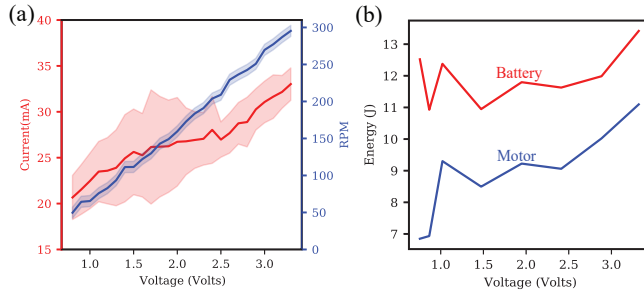 (a)
40
35
30
25
20
15
Current(mA)
300
250
200
150
100
50
0
RPM
1.0 1.5 2.0 2.5 3.0
Voltage (Volts)
(b)
13
12
11
10
9
8
7
Energy (J)
Battery
Motor
1.0 1.5 2.0 2.5 3.0
Voltage (Volts)